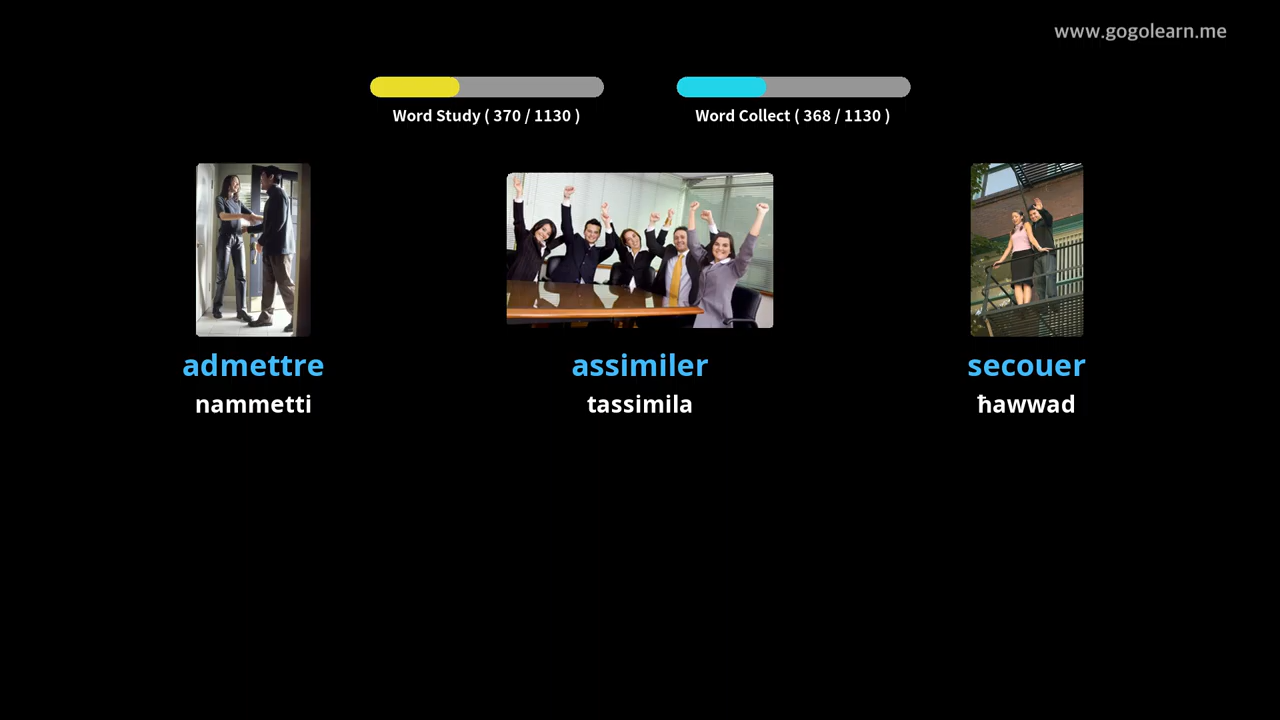 www.gogolearn.me
Word Study ( 370 / 1130 )
Word Collect ( 368 / 1130 )
admettre
assimiler
secouer
nammetti
tassimila
ħawwad